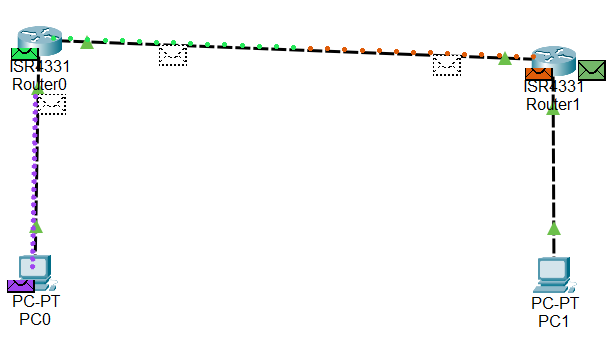 ISR4331
Router0
ISR4331
Router1
PC-PT
PC0
PC-PT
PC1